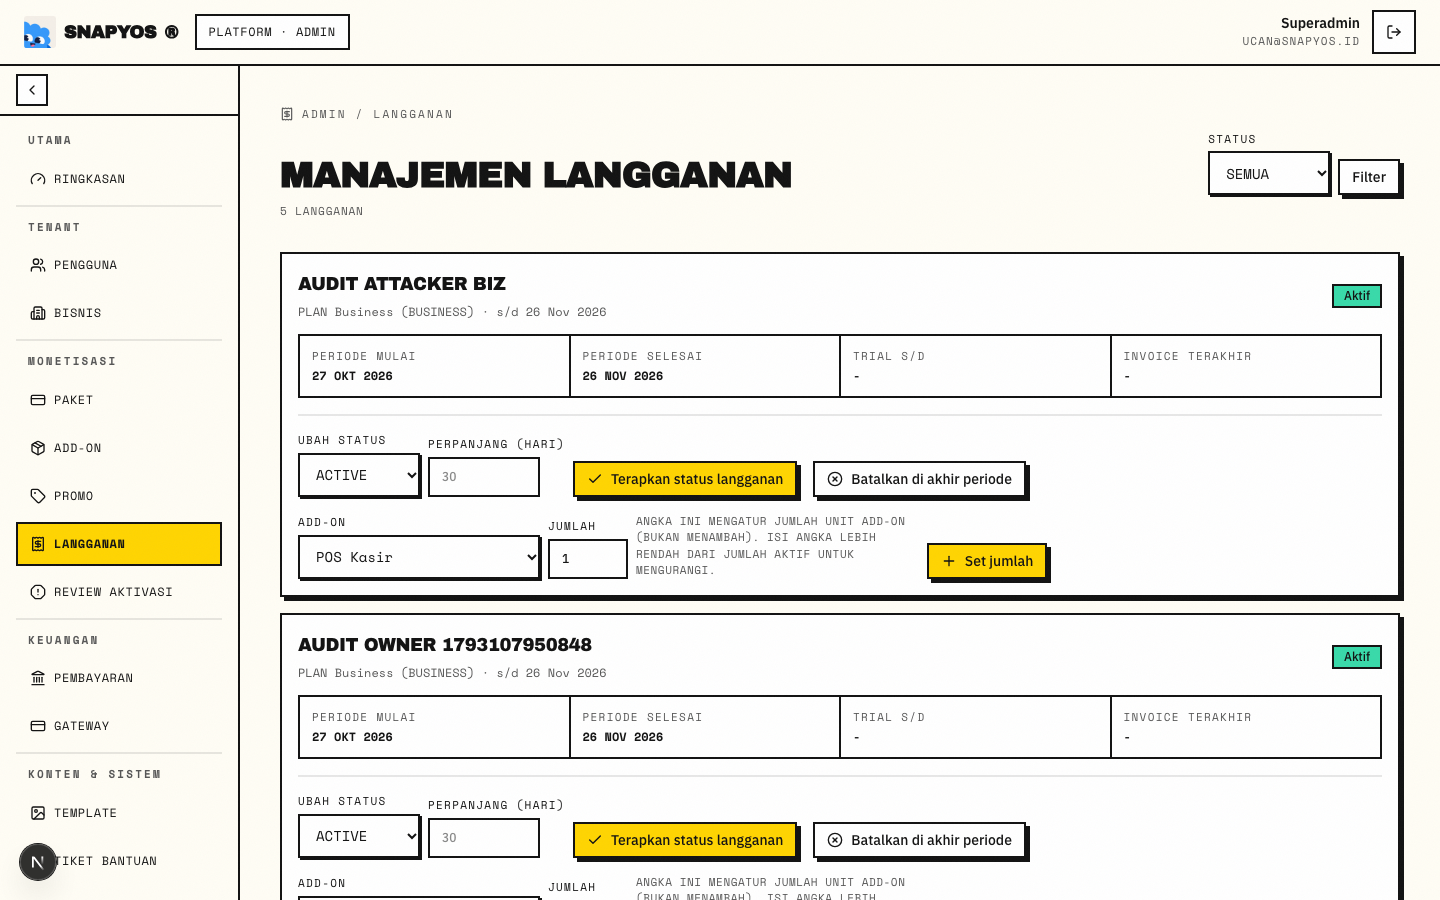 SNAPYOS ®
PLATFORM · ADMIN
Superadmin
UCAN@SNAPYOS.ID
UTAMA
RINGKASAN
TENANT
PENGGUNA
BISNIS
MONETISASI
PAKET
ADD-ON
PROMO
LANGGANAN
REVIEW AKTIVASI
KEUANGAN
PEMBAYARAN
GATEWAY
KONTEN & SISTEM
TEMPLATE
N
TIKET BANTUAN
ADMIN / LANGGANAN
MANAJEMEN LANGGANAN
5 LANGGANAN
STATUS
SEMUA
Filter
AUDIT ATTACKER BIZ
PLAN Business (BUSINESS) · s/d 26 Nov 2026
Aktif
PERIODE MULAI
27 OKT 2026
PERIODE SELESAI
26 NOV 2026
TRIAL S/D
-
INVOICE TERAKHIR
-
UBAH STATUS
ACTIVE
PERPANJANG (HARI)
30
Terapkan status langganan
Batalkan di akhir periode
ADD-ON
POS Kasir
JUMLAH
1
ANGKA INI MENGATUR JUMLAH UNIT ADD-ON
(BUKAN MENAMBAH). ISI ANGKA LEBIH
RENDAH DARI JUMLAH AKTIF UNTUK
MENGURANGI.
Set jumlah
AUDIT OWNER 1793107950848
PLAN Business (BUSINESS) · s/d 26 Nov 2026
Aktif
PERIODE MULAI
27 OKT 2026
PERIODE SELESAI
26 NOV 2026
TRIAL S/D
-
INVOICE TERAKHIR
-
UBAH STATUS
ACTIVE
PERPANJANG (HARI)
30
Terapkan status langganan
Batalkan di akhir periode
ADD-ON
JUMLAH
ANGKA INI MENGATUR JUMLAH UNIT ADD-ON
(BUKAN MENAMBAH). ISI ANGKA LEBIH